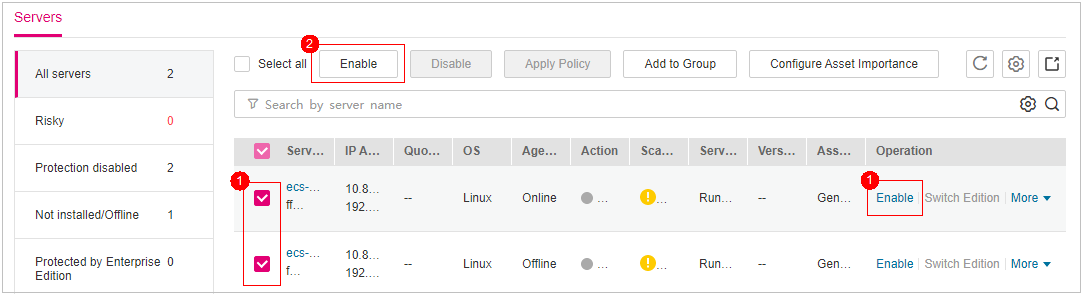 Servers
All servers 2
Risky 0
Protection disabled 2
Not installed/Offline 1
Protected by Enterprise Edition 0
Select all
2
Enable
Disable
Apply Policy
Add to Group
Configure Asset Importance
Search by server name
Serv... IP A... Quo... OS Age... Action Sca... Serv... Vers... Ass... Operation
1
1
ecs-... 10.8... -- Linux Online ... ... Run... -- Gen... Enable Switch Edition More
ff... 192....
ecs-... 10.8... -- Linux Offline ... ... Run... -- Gen... Enable Switch Edition More
f... 192....